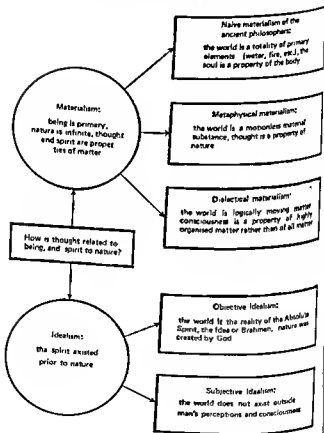 Naive materialism of the
ancient philosophers:
the world is a totality of primary
elements (water, fire, etc.), the
soul is a property of the body
Materialism:
being is primary,
nature is infinite, thought
and spirit are proper
ties of matter
Metaphysical materialism:
the world is a motionless material
substance, thought is a property of
nature
Dialectical materialism:
the world is logically moving matter
consciousness is a property of highly
organised matter rather than of all matter
How is thought related to
being, and spirit to nature?
Objective Idealism:
the world is the reality of the Absolute
Spirit, the Idea or Brahman, nature was
created by God
Idealism:
the spirit existed
prior to nature
Subjective Idealism:
the world does not exist outside
man's perceptions and consciousness